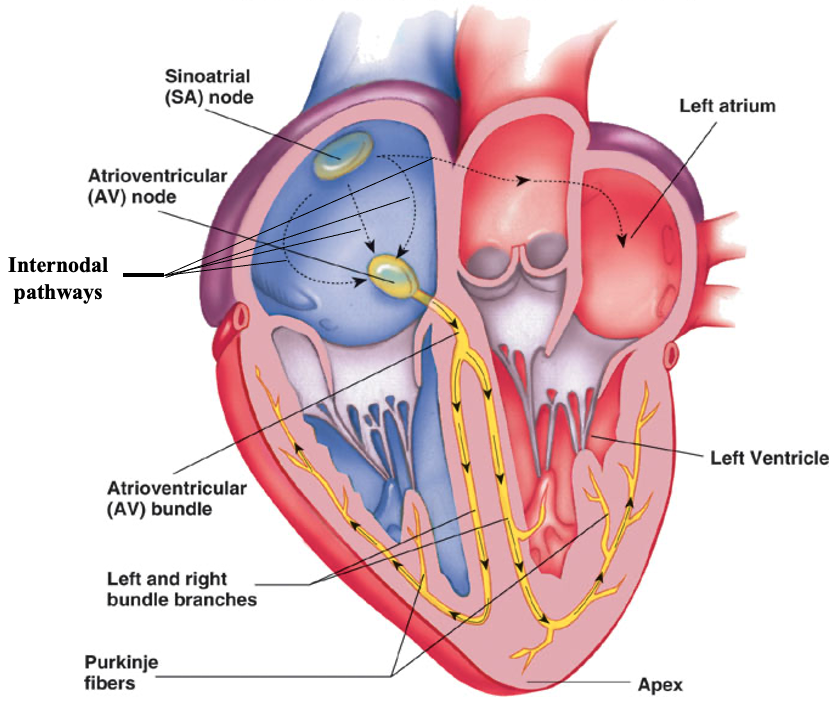 Sinoatrial
(SA) node
Left atrium
Atrioventricular
(AV) node
Internodal
pathways
Left Ventricle
Atrioventricular
(AV) bundle
Left and right
bundle branches
Purkinje
fibers
Apex